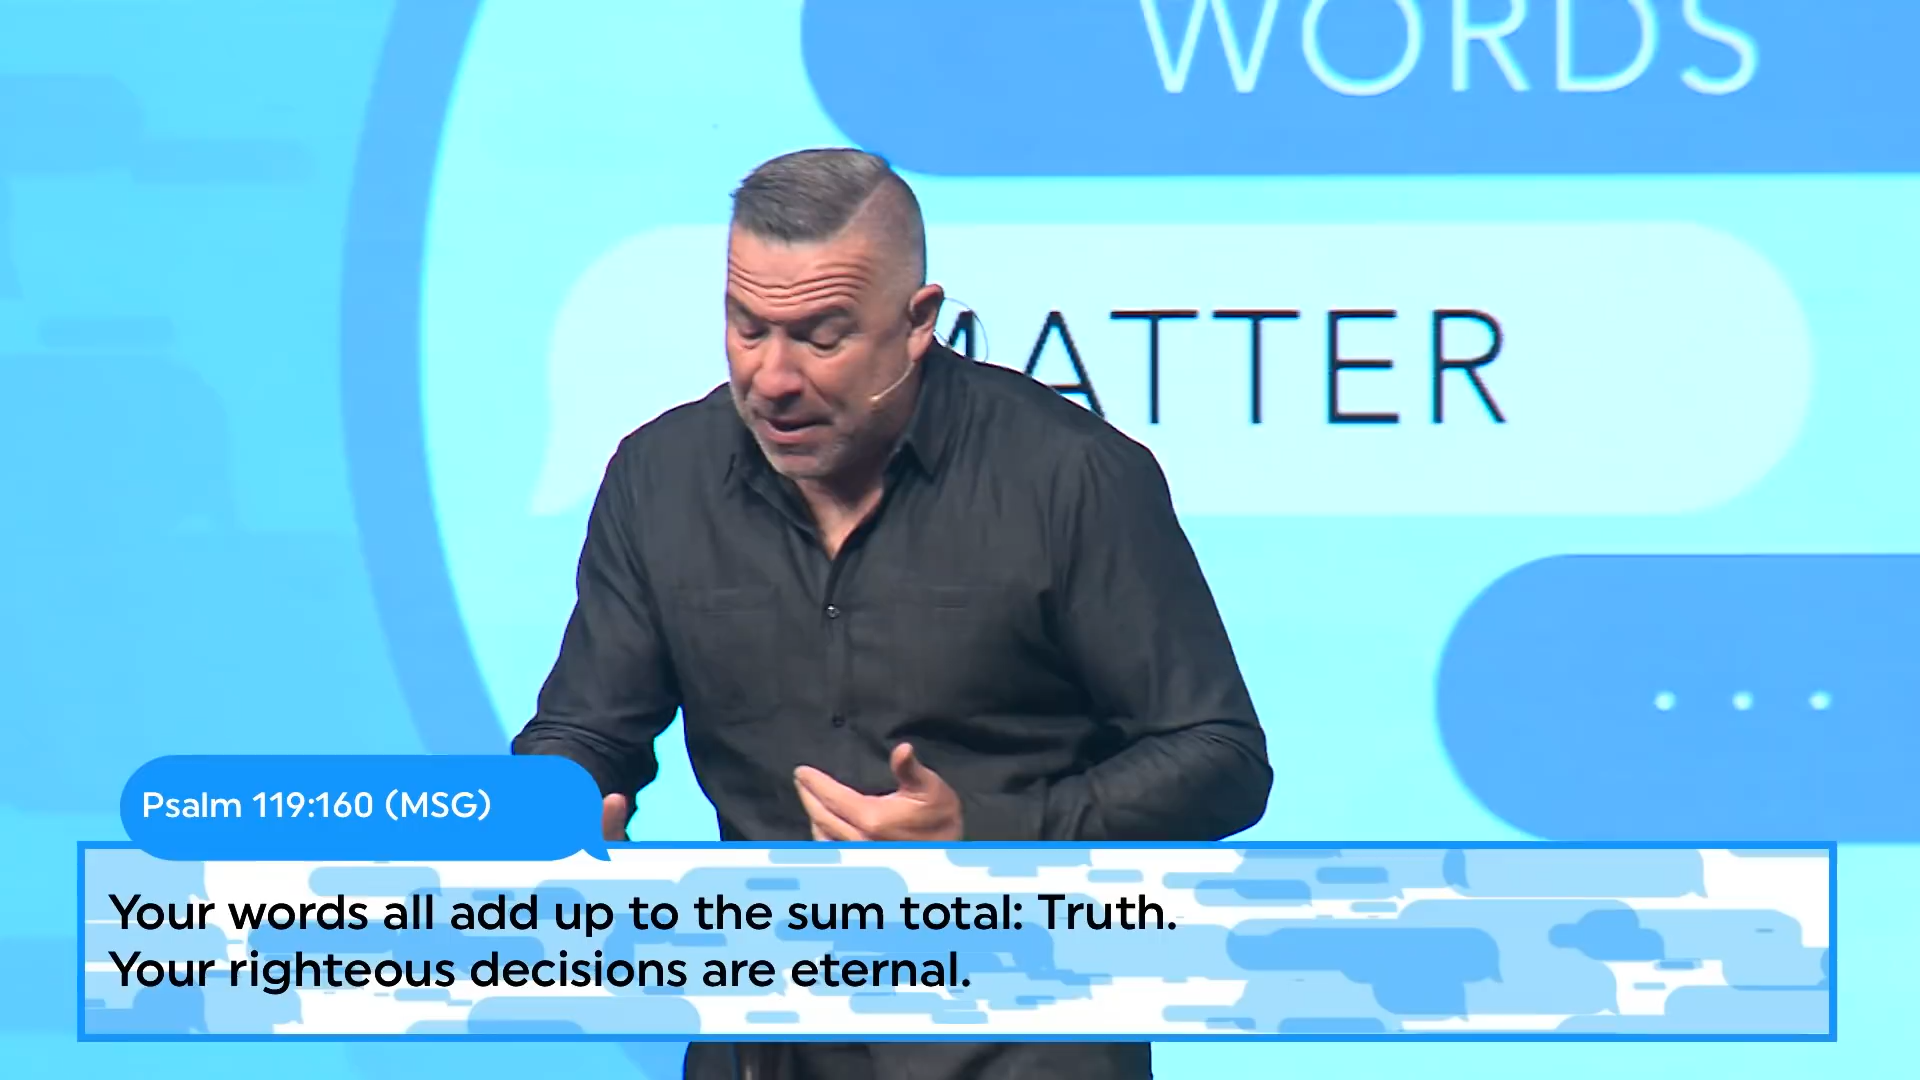 WORDS
MATTER
...
Psalm 119:160 (MSG)
Your words all add up to the sum total: Truth.
Your righteous decisions are eternal.